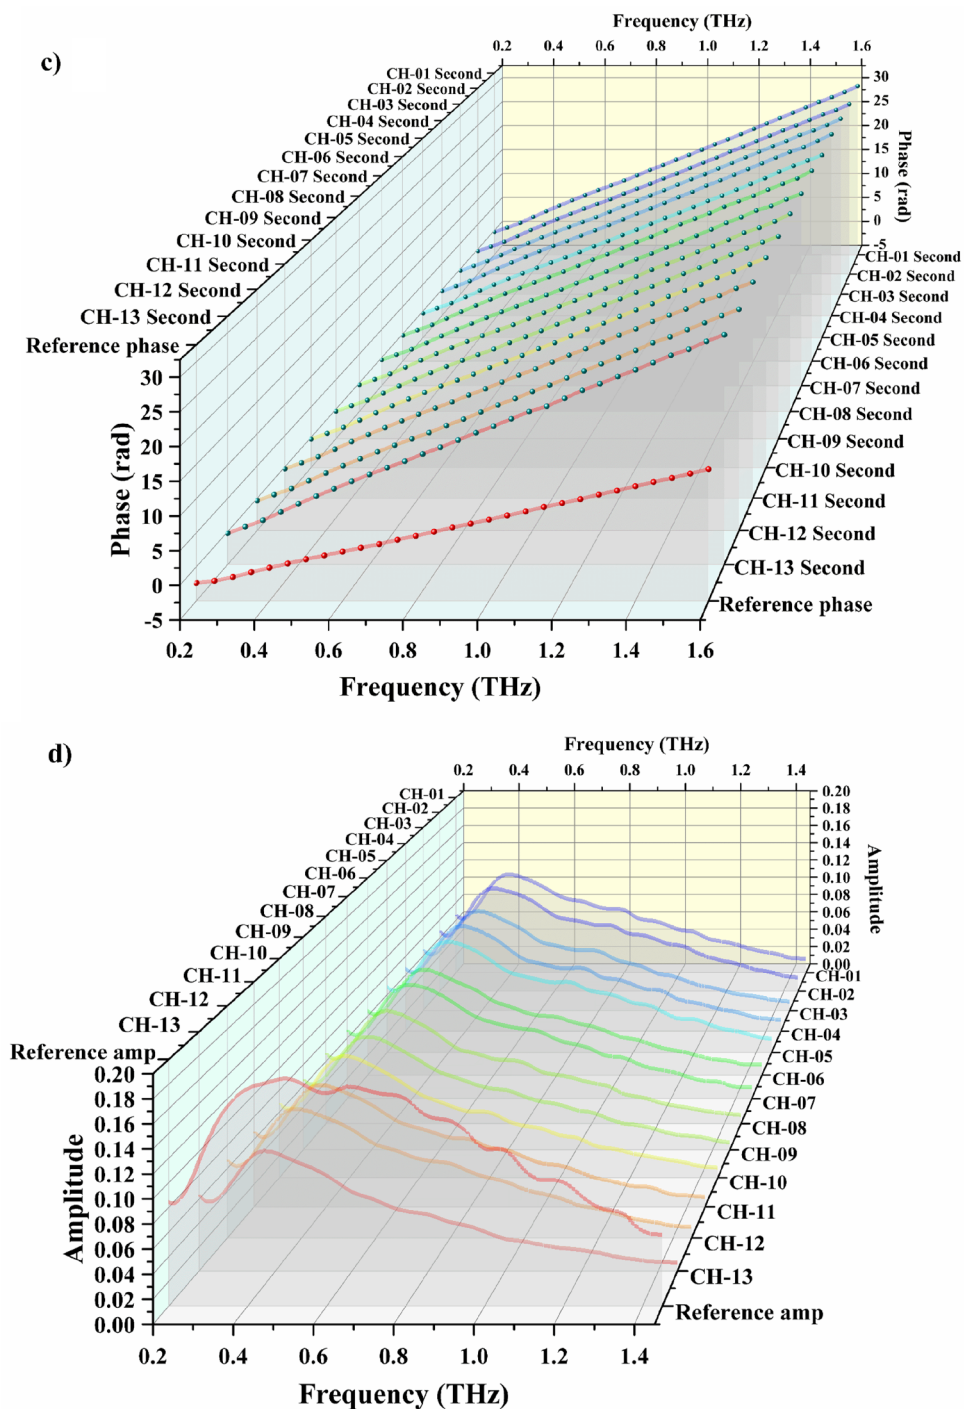 c)
Frequency (THz)
0.2 0.4 0.6 0.8 1.0 1.2 1.4 1.6
CH-01 Second
CH-02 Second
CH-03 Second
CH-04 Second
CH-05 Second
CH-06 Second
CH-07 Second
CH-08 Second
CH-09 Second
CH-10 Second
CH-11 Second
CH-12 Second
CH-13 Second
Reference phase
30
25
20
15
10
5
0
-5
Phase (rad)
CH-01 Second
CH-02 Second
CH-03 Second
CH-04 Second
CH-05 Second
CH-06 Second
CH-07 Second
CH-08 Second
CH-09 Second
CH-10 Second
CH-11 Second
CH-12 Second
CH-13 Second
Reference phase
30
25
20
15
10
5
0
-5
Phase (rad)
0.2 0.4 0.6 0.8 1.0 1.2 1.4 1.6
Frequency (THz)
d)
Frequency (THz)
0.2 0.4 0.6 0.8 1.0 1.2 1.4
CH-01
CH-02
CH-03
CH-04
CH-05
CH-06
CH-07
CH-08
CH-09
CH-10
CH-11
CH-12
CH-13
Reference amp
0.20
0.18
0.16
0.14
0.12
0.10
0.08
0.06
0.04
0.02
0.00
Amplitude
CH-01
CH-02
CH-03
CH-04
CH-05
CH-06
CH-07
CH-08
CH-09
CH-10
CH-11
CH-12
CH-13
Reference amp
0.20
0.18
0.16
0.14
0.12
0.10
0.08
0.06
0.04
0.02
0.00
Amplitude
0.2 0.4 0.6 0.8 1.0 1.2 1.4
Frequency (THz)